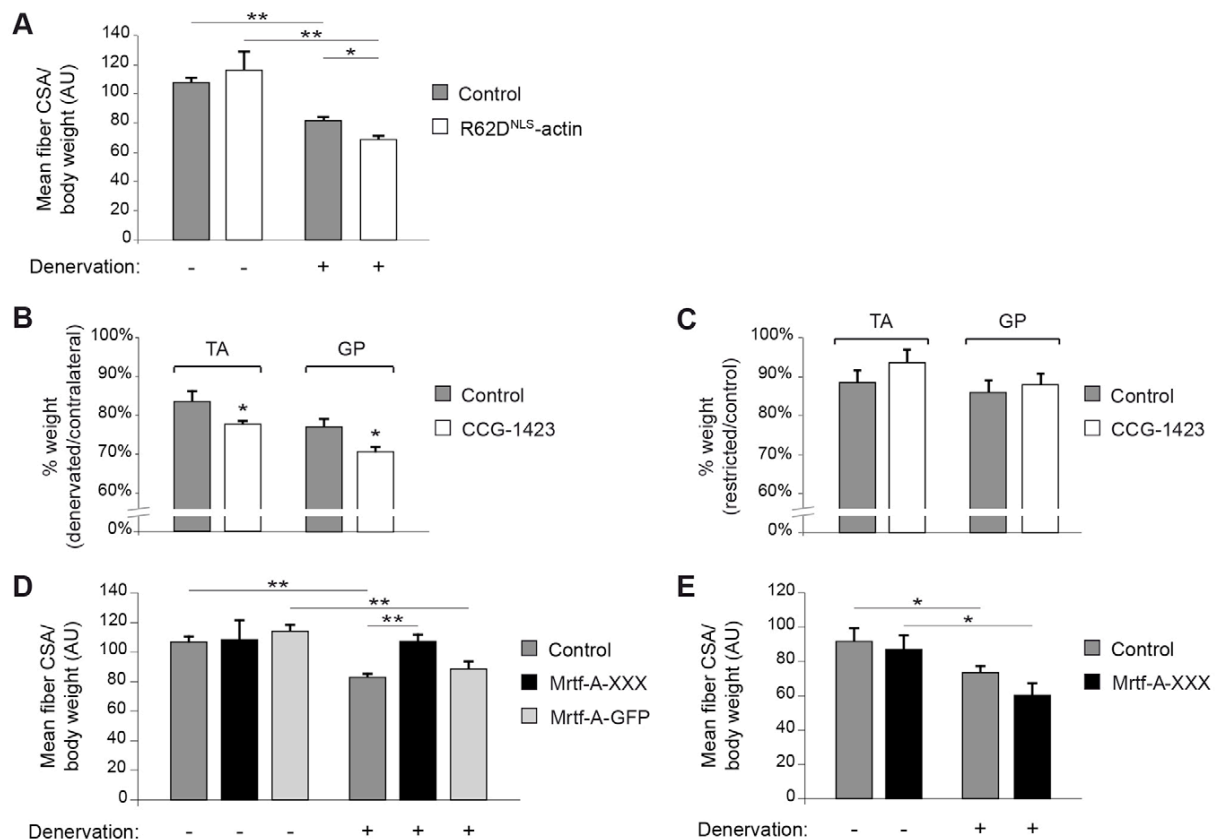 A
Mean fiber CSA/
body weight (AU)
140
120
100
80
60
40
20
0
**
**
*
Control
R62D^NLS-actin
Denervation: - - + +
B
% weight
(denervated/contralateral)
100%
90%
80%
70%
60%
0%
TA GP
* *
Control
CCG-1423
C
% weight
(restricted/control)
100%
90%
80%
70%
60%
0%
TA GP
Control
CCG-1423
D
Mean fiber CSA/
body weight (AU)
140
120
100
80
60
40
20
0
**
**
**
Control
Mrtf-A-XXX
Mrtf-A-GFP
Denervation: - - - + + +
E
Mean fiber CSA/
body weight (AU)
120
100
80
60
40
20
0
*
*
Control
Mrtf-A-XXX
Denervation: - - + +